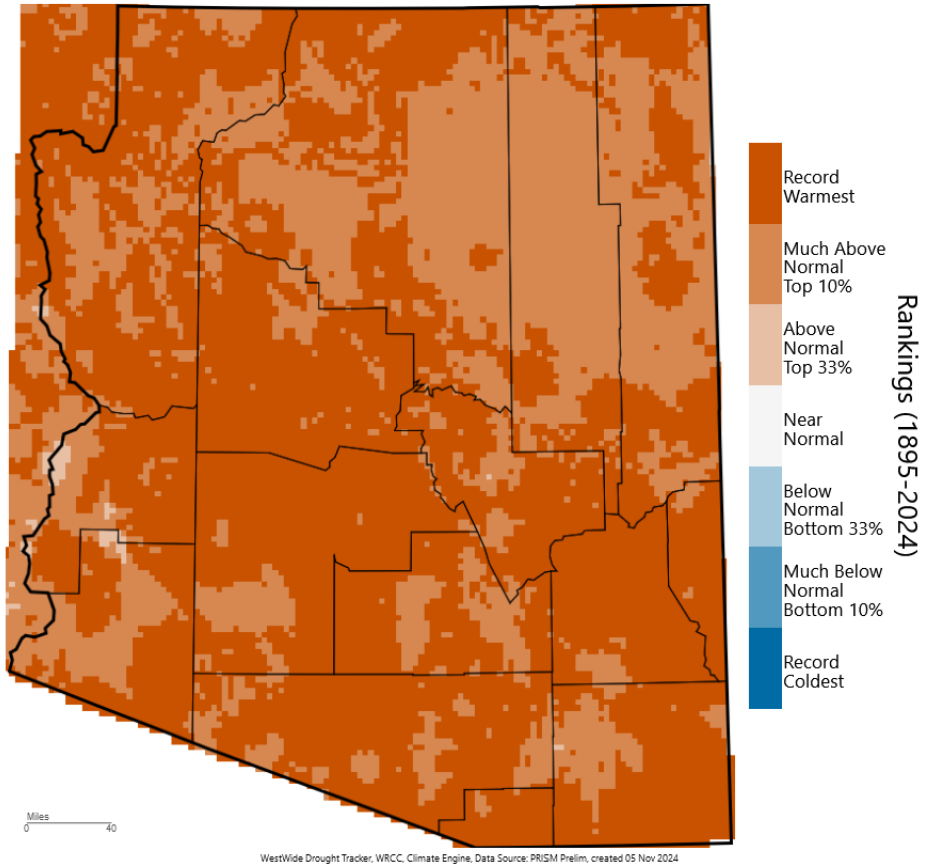 Record
Warmest
Much Above
Normal
Top 10%
Above
Normal
Top 33%
Near
Normal
Below
Normal
Bottom 33%
Much Below
Normal
Bottom 10%
Record
Coldest
Rankings (1895-2024)
Miles
0 40
WestWide Drought Tracker, WRCC, Climate Engine, Data Source: PRISM Prelim, created 05 Nov 2024